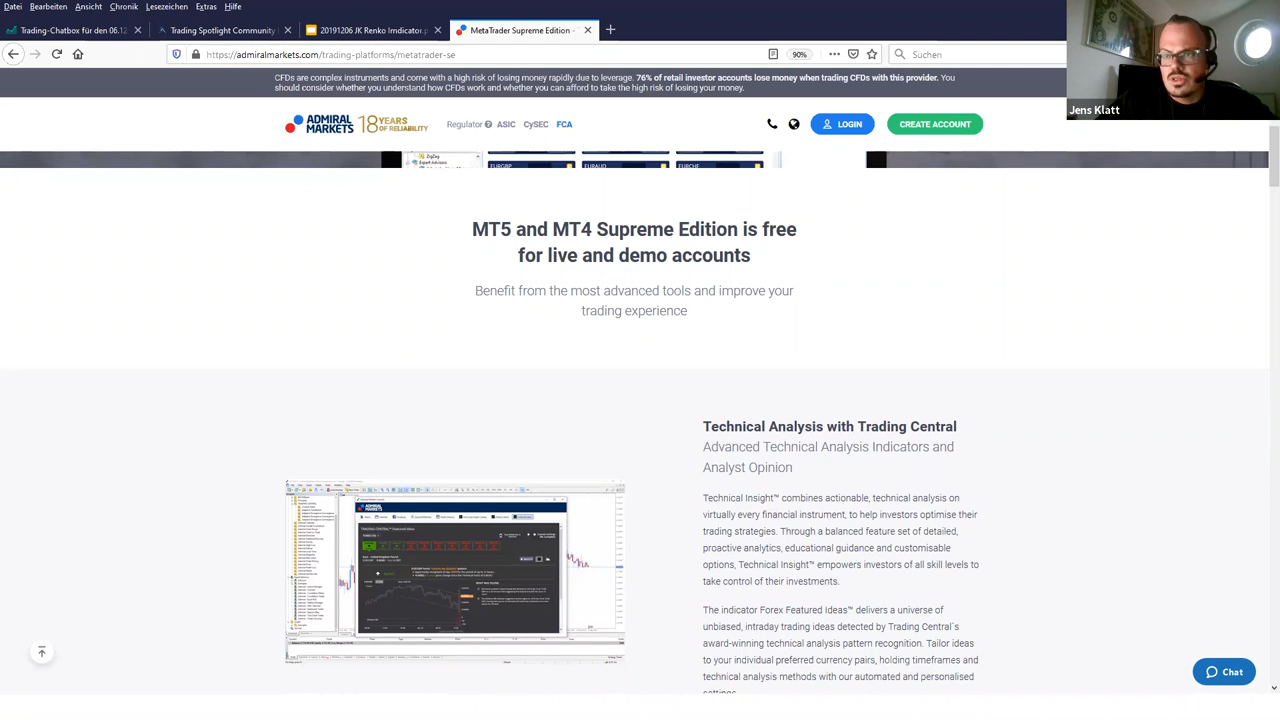 Datei Bearbeiten Ansicht Chronik Lesezeichen Extras Hilfe
Trading-Chatbox für den 06.12
Trading Spotlight Community
20191206 JK Renko Imdicator.p
MetaTrader Supreme Edition -
https://admiralmarkets.com/trading-platforms/metatrader-se
90%
Suchen
CFDs are complex instruments and come with a high risk of losing money rapidly due to leverage. 76% of retail investor accounts lose money when trading CFDs with this provider. You
should consider whether you understand how CFDs work and whether you can afford to take the high risk of losing your money.
Jens Klatt
ADMIRAL
MARKETS
18 YEARS
OF RELIABILITY
Regulator ASIC CySEC FCA
LOGIN
CREATE ACCOUNT
ZigZag
Expert Advisors
EURGBP EURAUD EURCHF
MT5 and MT4 Supreme Edition is free
for live and demo accounts
Benefit from the most advanced tools and improve your
trading experience
Technical Analysis with Trading Central
Advanced Technical Analysis Indicators and
Analyst Opinion
Technical Insight™ combines actionable, technical analysis on
virtually every financial instrument, to help investors optimise their
trading strategies. Through a balanced feature set of detailed,
proactive analytics, educational guidance and customisable
options, Technical Insight™ empowers investors of all skill levels to
take control of their investments.
The indicator Forex Featured Ideas™ delivers a universe of
unbiased, intraday trading ideas detected by Trading Central´s
award-winning technical analysis pattern recognition. Tailor ideas
to your individual preferred currency pairs, holding timeframes and
technical analysis methods with our automated and personalised
settings.
Chat